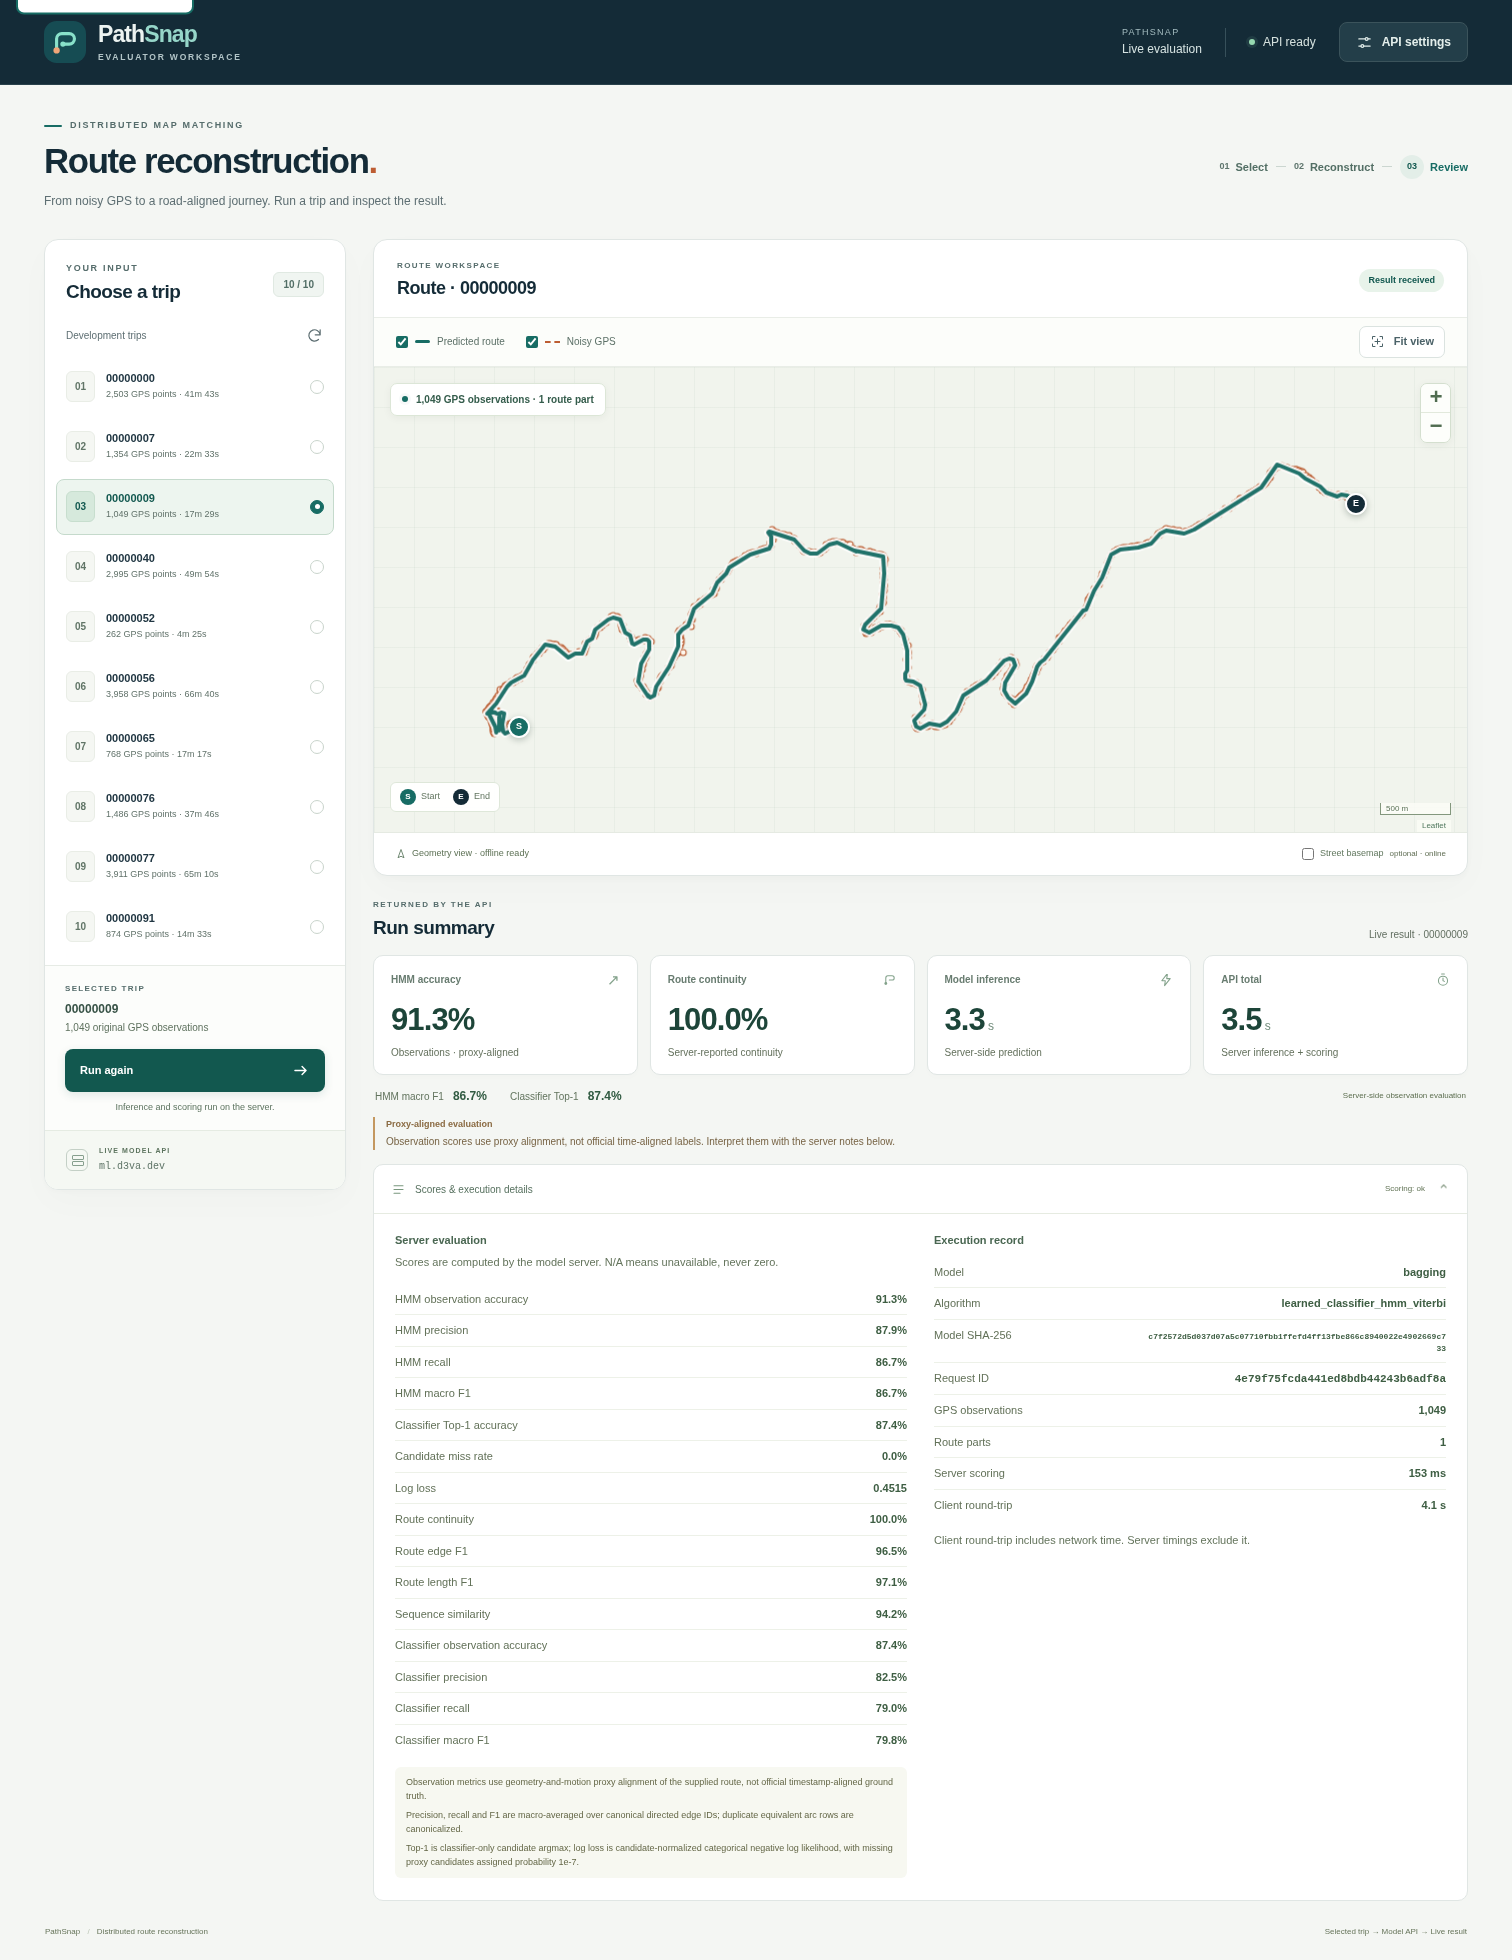 PathSnap
EVALUATOR WORKSPACE
PATHSNAP
Live evaluation
API ready
API settings
DISTRIBUTED MAP MATCHING
Route reconstruction.
From noisy GPS to a road-aligned journey. Run a trip and inspect the result.
01 Select — 02 Reconstruct — 03 Review
YOUR INPUT
Choose a trip
10 / 10
Development trips
01
00000000
2,503 GPS points · 41m 43s
02
00000007
1,354 GPS points · 22m 33s
03
00000009
1,049 GPS points · 17m 29s
04
00000040
2,995 GPS points · 49m 54s
05
00000052
262 GPS points · 4m 25s
06
00000056
3,958 GPS points · 66m 40s
07
00000065
768 GPS points · 17m 17s
08
00000076
1,486 GPS points · 37m 46s
09
00000077
3,911 GPS points · 65m 10s
10
00000091
874 GPS points · 14m 33s
SELECTED TRIP
00000009
1,049 original GPS observations
Run again
Inference and scoring run on the server.
LIVE MODEL API
ml.d3va.dev
ROUTE WORKSPACE
Route · 00000009
Result received
Predicted route
Noisy GPS
Fit view
1,049 GPS observations · 1 route part
+
−
E
S
S Start E End
500 m
Leaflet
Geometry view · offline ready
Street basemap optional · online
RETURNED BY THE API
Run summary
Live result · 00000009
HMM accuracy
91.3%
Observations · proxy-aligned
Route continuity
100.0%
Server-reported continuity
Model inference
3.3 s
Server-side prediction
API total
3.5 s
Server inference + scoring
HMM macro F1 86.7% Classifier Top-1 87.4%
Server-side observation evaluation
Proxy-aligned evaluation
Observation scores use proxy alignment, not official time-aligned labels. Interpret them with the server notes below.
Scores & execution details
Scoring: ok
Server evaluation
Scores are computed by the model server. N/A means unavailable, never zero.
HMM observation accuracy 91.3%
HMM precision 87.9%
HMM recall 86.7%
HMM macro F1 86.7%
Classifier Top-1 accuracy 87.4%
Candidate miss rate 0.0%
Log loss 0.4515
Route continuity 100.0%
Route edge F1 96.5%
Route length F1 97.1%
Sequence similarity 94.2%
Classifier observation accuracy 87.4%
Classifier precision 82.5%
Classifier recall 79.0%
Classifier macro F1 79.8%
Observation metrics use geometry-and-motion proxy alignment of the supplied route, not official timestamp-aligned ground
truth.
Precision, recall and F1 are macro-averaged over canonical directed edge IDs; duplicate equivalent arc rows are
canonicalized.
Top-1 is classifier-only candidate argmax; log loss is candidate-normalized categorical negative log likelihood, with missing
proxy candidates assigned probability 1e-7.
Execution record
Model bagging
Algorithm learned_classifier_hmm_viterbi
Model SHA-256 c7f2572d5d037d07a5c07710fbb1ffefd4ff13fbe866c8940022e4902669c7
33
Request ID 4e79f75fcda441ed8bdb44243b6adf8a
GPS observations 1,049
Route parts 1
Server scoring 153 ms
Client round-trip 4.1 s
Client round-trip includes network time. Server timings exclude it.
PathSnap / Distributed route reconstruction
Selected trip → Model API → Live result